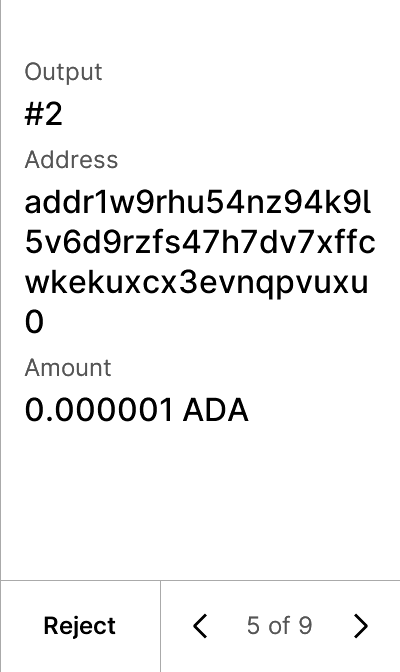 Output
#2
Address
addr1w9rhu54nz94k9l
5v6d9rzfs47h7dv7xffc
wkekuxcx3evnqpvuxu
0
Amount
0.000001 ADA
Reject
5 of 9